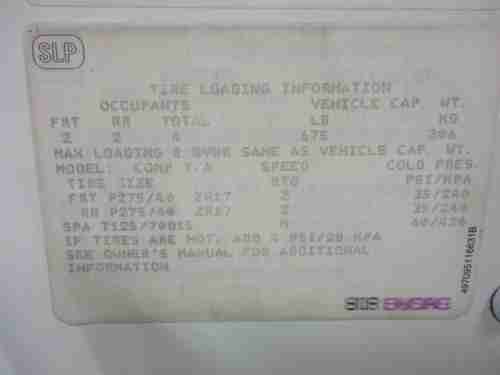 SLP
TIRE LOADING INFORMATION
OCCUPANTS VEHICLE CAP. WT.
FRT RR TOTAL LB KG
2 2 4 675 306
MAX LOADING & GVWR SAME AS VEHICLE CAP. WT.
MODEL: COMP T/A SPEED COLD PRES.
TIRE SIZE RTG PSI/KPA
FRT P275/40 ZR17 Z 35/240
RR P275/40 ZR17 Z 35/240
SPA T125/70D15 M 60/420
IF TIRES ARE HOT, ADD 4 PSI/28 KPA
SEE OWNER'S MANUAL FOR ADDITIONAL
INFORMATION
497095116631B